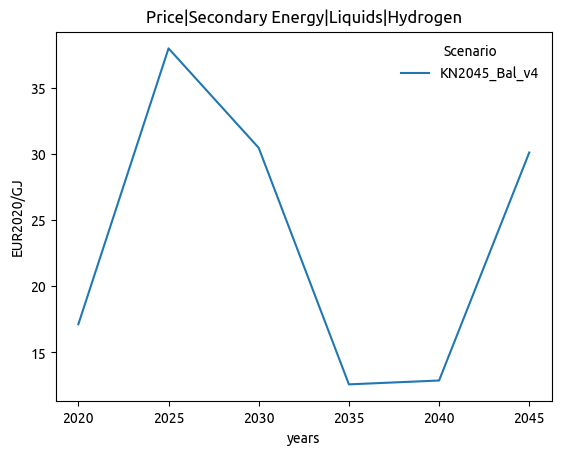 Price|Secondary Energy|Liquids|Hydrogen
Scenario
KN2045_Bal_v4
EUR2020/GJ
35
30
25
20
15
2020 2025 2030 2035 2040 2045
years